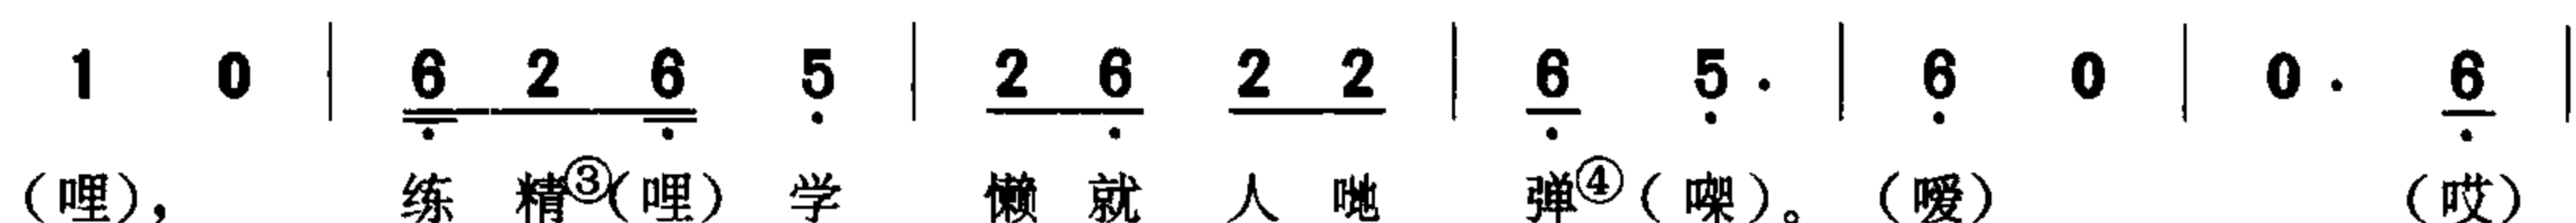 1 0 | 6 2 6 5 | 2 6 2 2 | 6 5 · | 6 0 | 0 · 6 |
（哩）， 练 精③（哩） 学 懒 就 人 哋 弹④（㗎）。 （嗳） （哎）